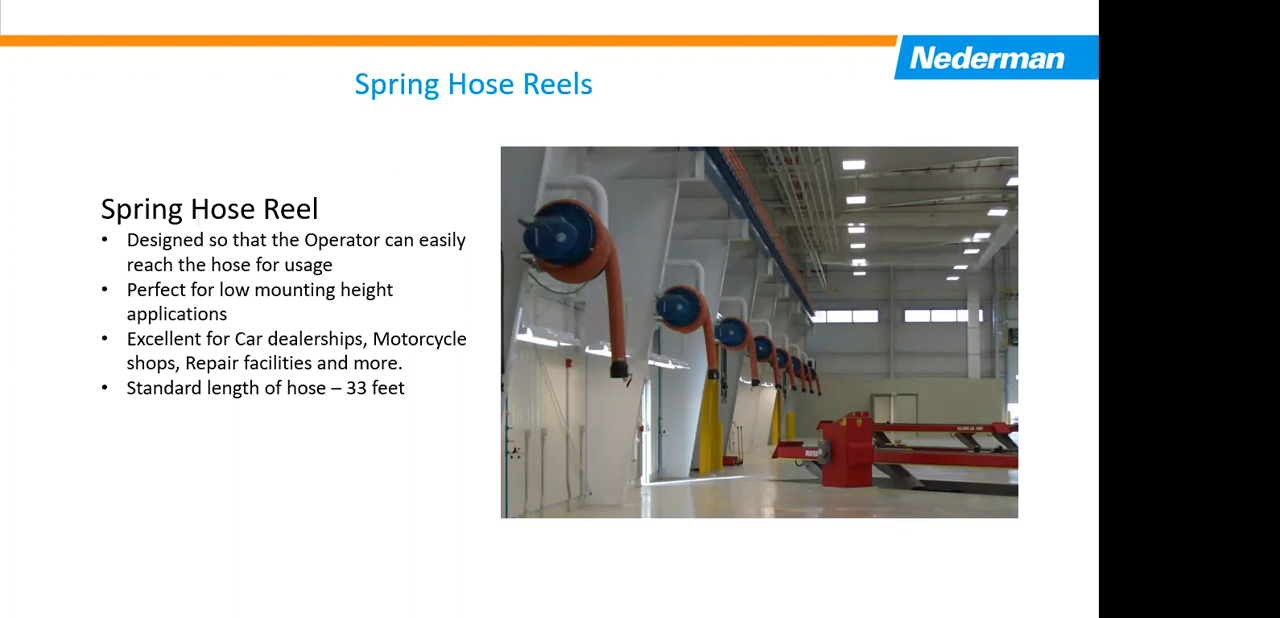 Nederman
Spring Hose Reels
Spring Hose Reel
• Designed so that the Operator can easily
reach the hose for usage
• Perfect for low mounting height
applications
• Excellent for Car dealerships, Motorcycle
shops, Repair facilities and more.
• Standard length of hose – 33 feet